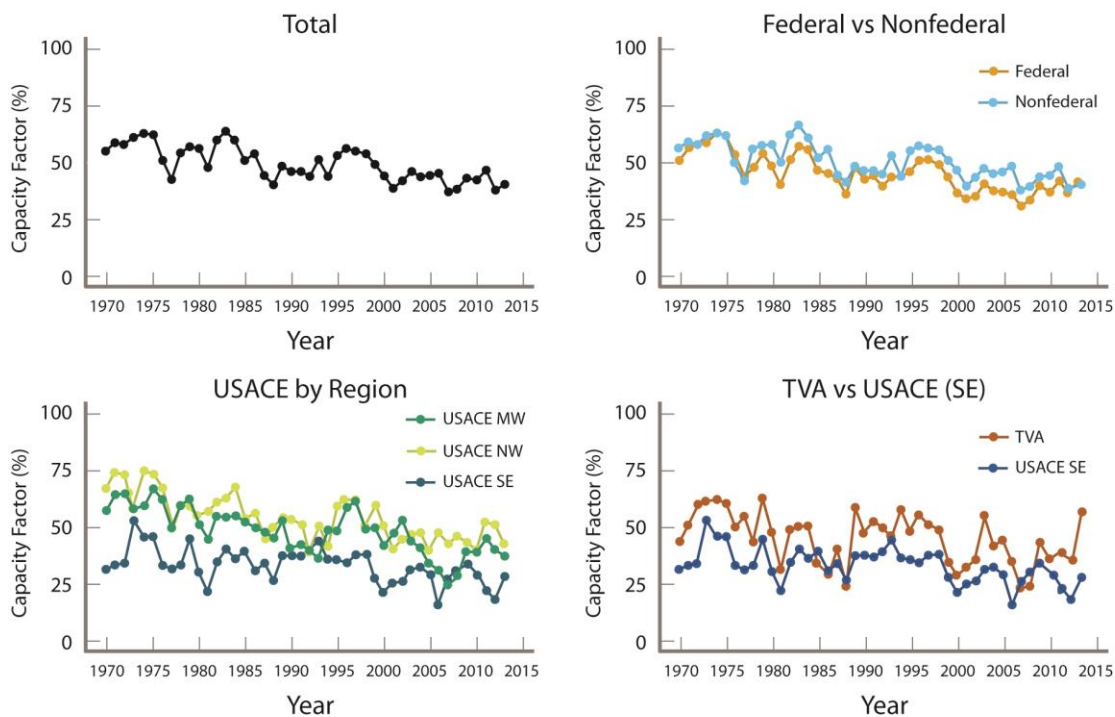 Total
Capacity Factor (%)
100
75
50
25
0
1970 1975 1980 1985 1990 1995 2000 2005 2010 2015
Year
Federal vs Nonfederal
Capacity Factor (%)
100
75
50
25
0
Federal
Nonfederal
1970 1975 1980 1985 1990 1995 2000 2005 2010 2015
Year
USACE by Region
Capacity Factor (%)
100
75
50
25
0
USACE MW
USACE NW
USACE SE
1970 1975 1980 1985 1990 1995 2000 2005 2010 2015
Year
TVA vs USACE (SE)
Capacity Factor (%)
100
75
50
25
0
TVA
USACE SE
1970 1975 1980 1985 1990 1995 2000 2005 2010 2015
Year